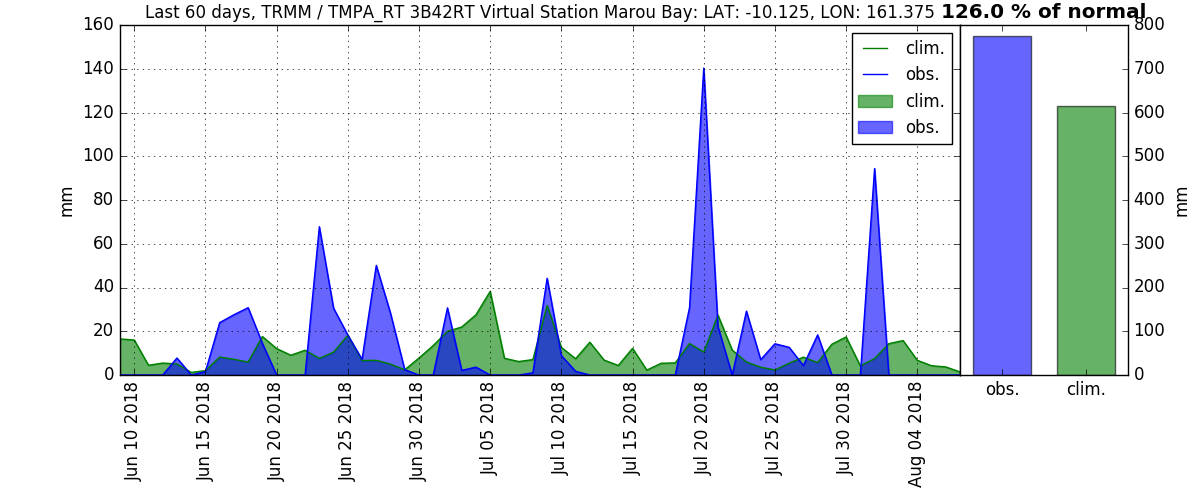 Last 60 days, TRMM / TMPA_RT 3B42RT Virtual Station Marou Bay: LAT: -10.125, LON: 161.375 126.0 % of normal
160
140
120
100
80
60
40
20
0
mm
clim.
obs.
clim.
obs.
800
700
600
500
400
300
200
100
0
mm
Jun 10 2018
Jun 15 2018
Jun 20 2018
Jun 25 2018
Jun 30 2018
Jul 05 2018
Jul 10 2018
Jul 15 2018
Jul 20 2018
Jul 25 2018
Jul 30 2018
Aug 04 2018
obs.
clim.